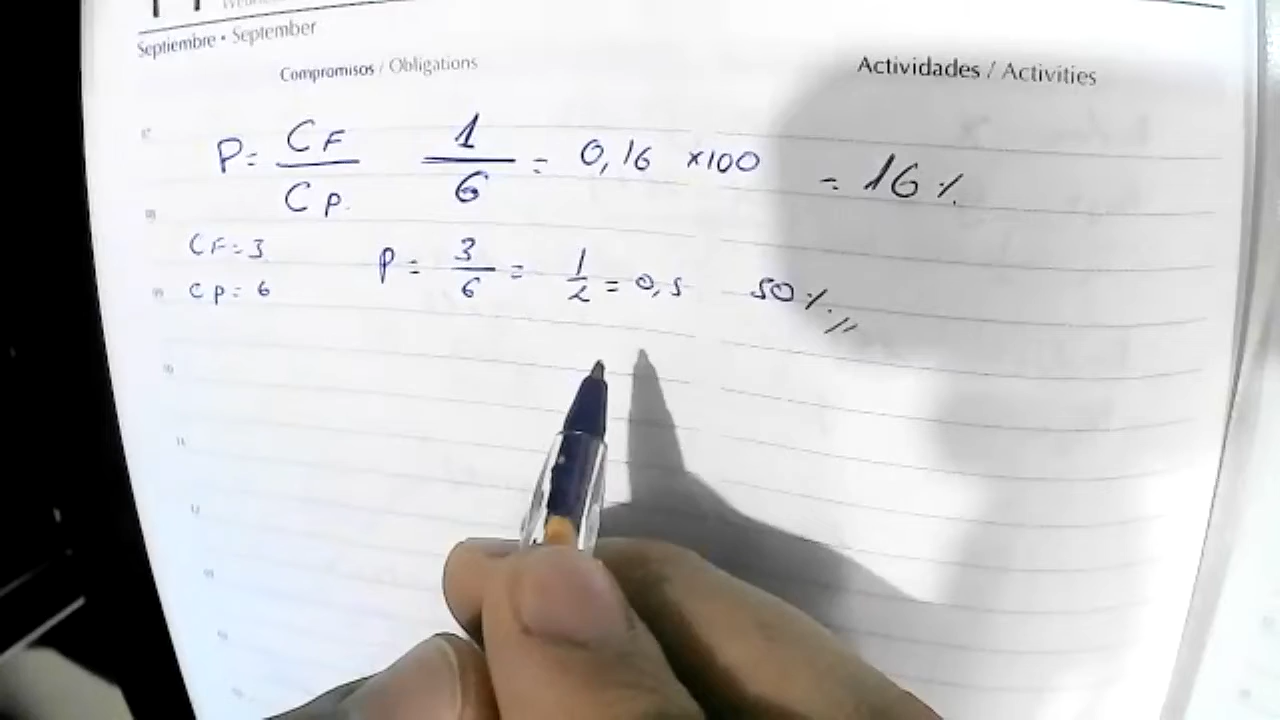 Septiembre • September
Compromisos / Obligations
Actividades / Activities
P = CF / CP. 1 / 6 = 0,16 ×100 = 16 %.
CF = 3
CP = 6
P = 3 / 6 = 1 / 2 = 0,5 50 %. //